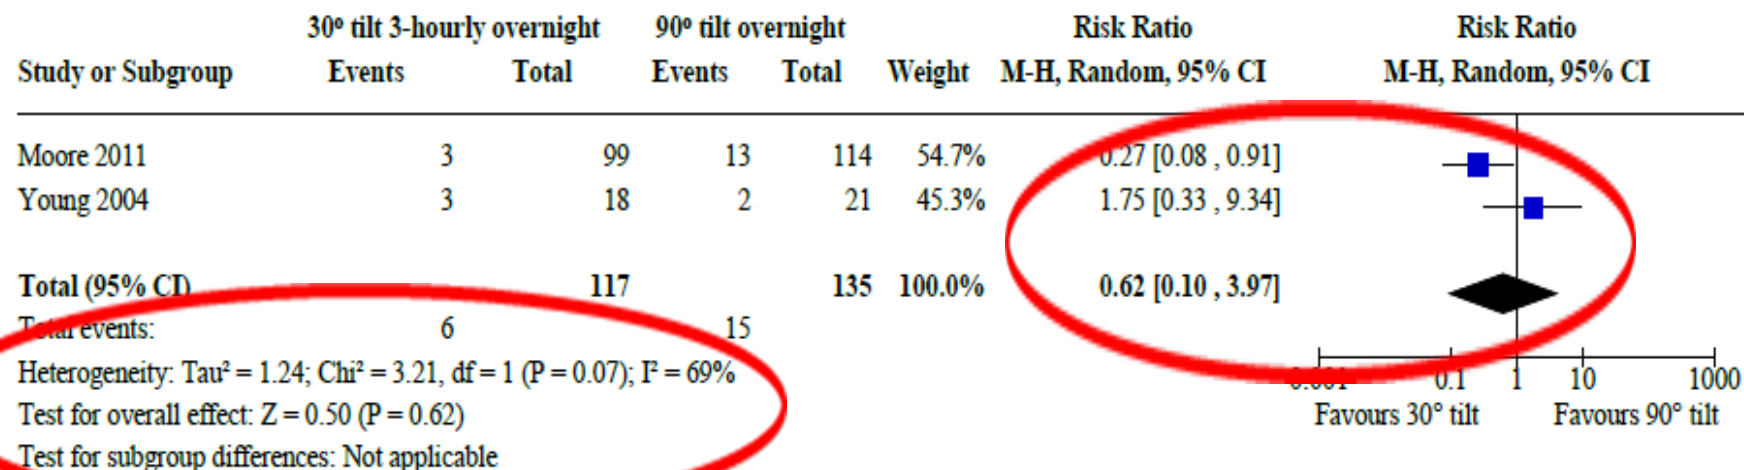 30º tilt 3-hourly overnight 90º tilt overnight Risk Ratio Risk Ratio
Study or Subgroup Events Total Events Total Weight M-H, Random, 95% CI M-H, Random, 95% CI
Moore 2011 3 99 13 114 54.7% 0.27 [0.08 , 0.91]
Young 2004 3 18 2 21 45.3% 1.75 [0.33 , 9.34]
Total (95% CI) 117 135 100.0% 0.62 [0.10 , 3.97]
Total events: 6 15
Heterogeneity: Tau² = 1.24; Chi² = 3.21, df = 1 (P = 0.07); I² = 69%
0.001 0.1 1 10 1000
Test for overall effect: Z = 0.50 (P = 0.62) Favours 30° tilt Favours 90° tilt
Test for subgroup differences: Not applicable